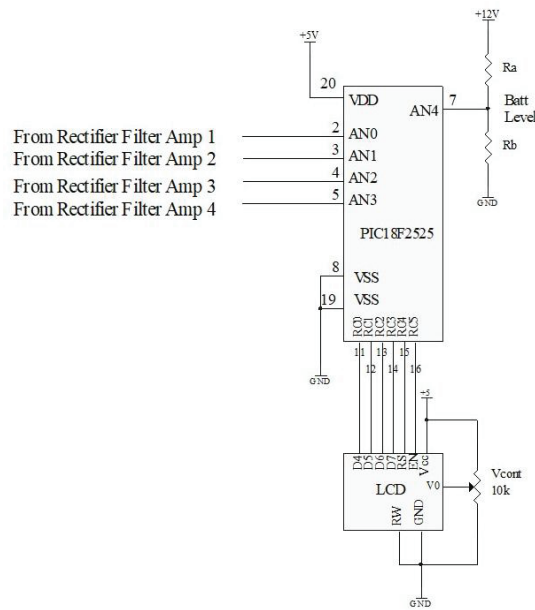 +12V
+5V
Ra
20
VDD
7
AN4
Batt
Level
From Rectifier Filter Amp 1
2
AN0
From Rectifier Filter Amp 2
3
AN1
Rb
From Rectifier Filter Amp 3
4
AN2
From Rectifier Filter Amp 4
5
AN3
GND
PIC18F2525
8
VSS
19
VSS
RC0
RC1
RC2
RC3
RC4
RC5
11
13
15
12
14
16
GND
+5
D4
D5
D6
D7
RS
EN
Vcc
LCD
V0
Vcont
10k
RW
GND
GND